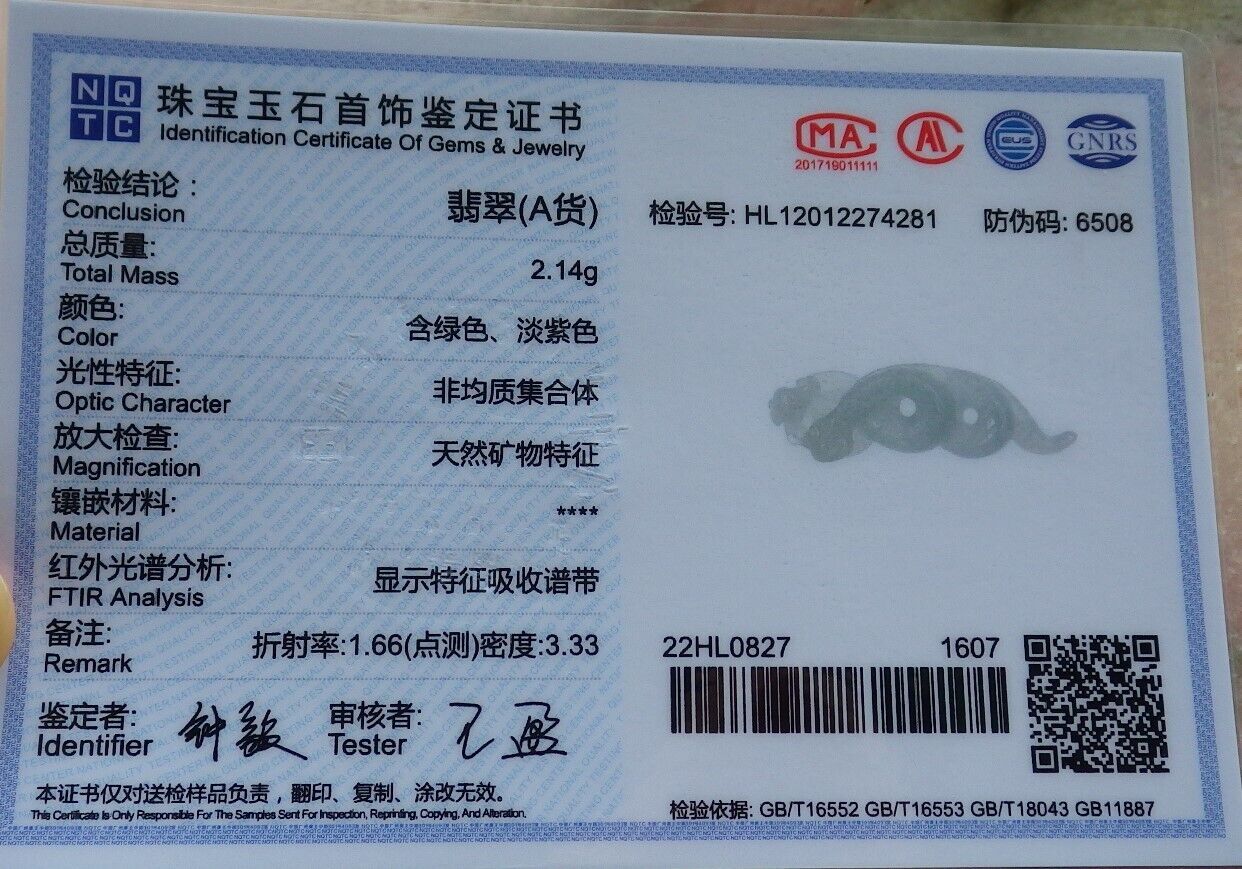 NQ
TC
珠宝玉石首饰鉴定证书
Identification Certificate Of Gems & Jewelry
检验结论：
Conclusion
翡翠(A货)
总质量:
Total Mass
2.14g
颜色:
Color
含绿色、淡紫色
光性特征:
Optic Character
非均质集合体
放大检查:
Magnification
天然矿物特征
镶嵌材料:
Material
****
红外光谱分析:
FTIR Analysis
显示特征吸收谱带
备注:
Remark
折射率:1.66(点测)密度:3.33
鉴定者:
Identifier
审核者:
Tester
本证书仅对送检样品负责，翻印、复制、涂改无效。
This Certificate Is Only Responsible For The Samples Sent For Inspection, Reprinting, Copying, And Alteration.
MA
201719011111
GNRS
检验号: HL12012274281 防伪码: 6508
22HL0827 1607
检验依据: GB/T16552 GB/T16553 GB/T18043 GB11887